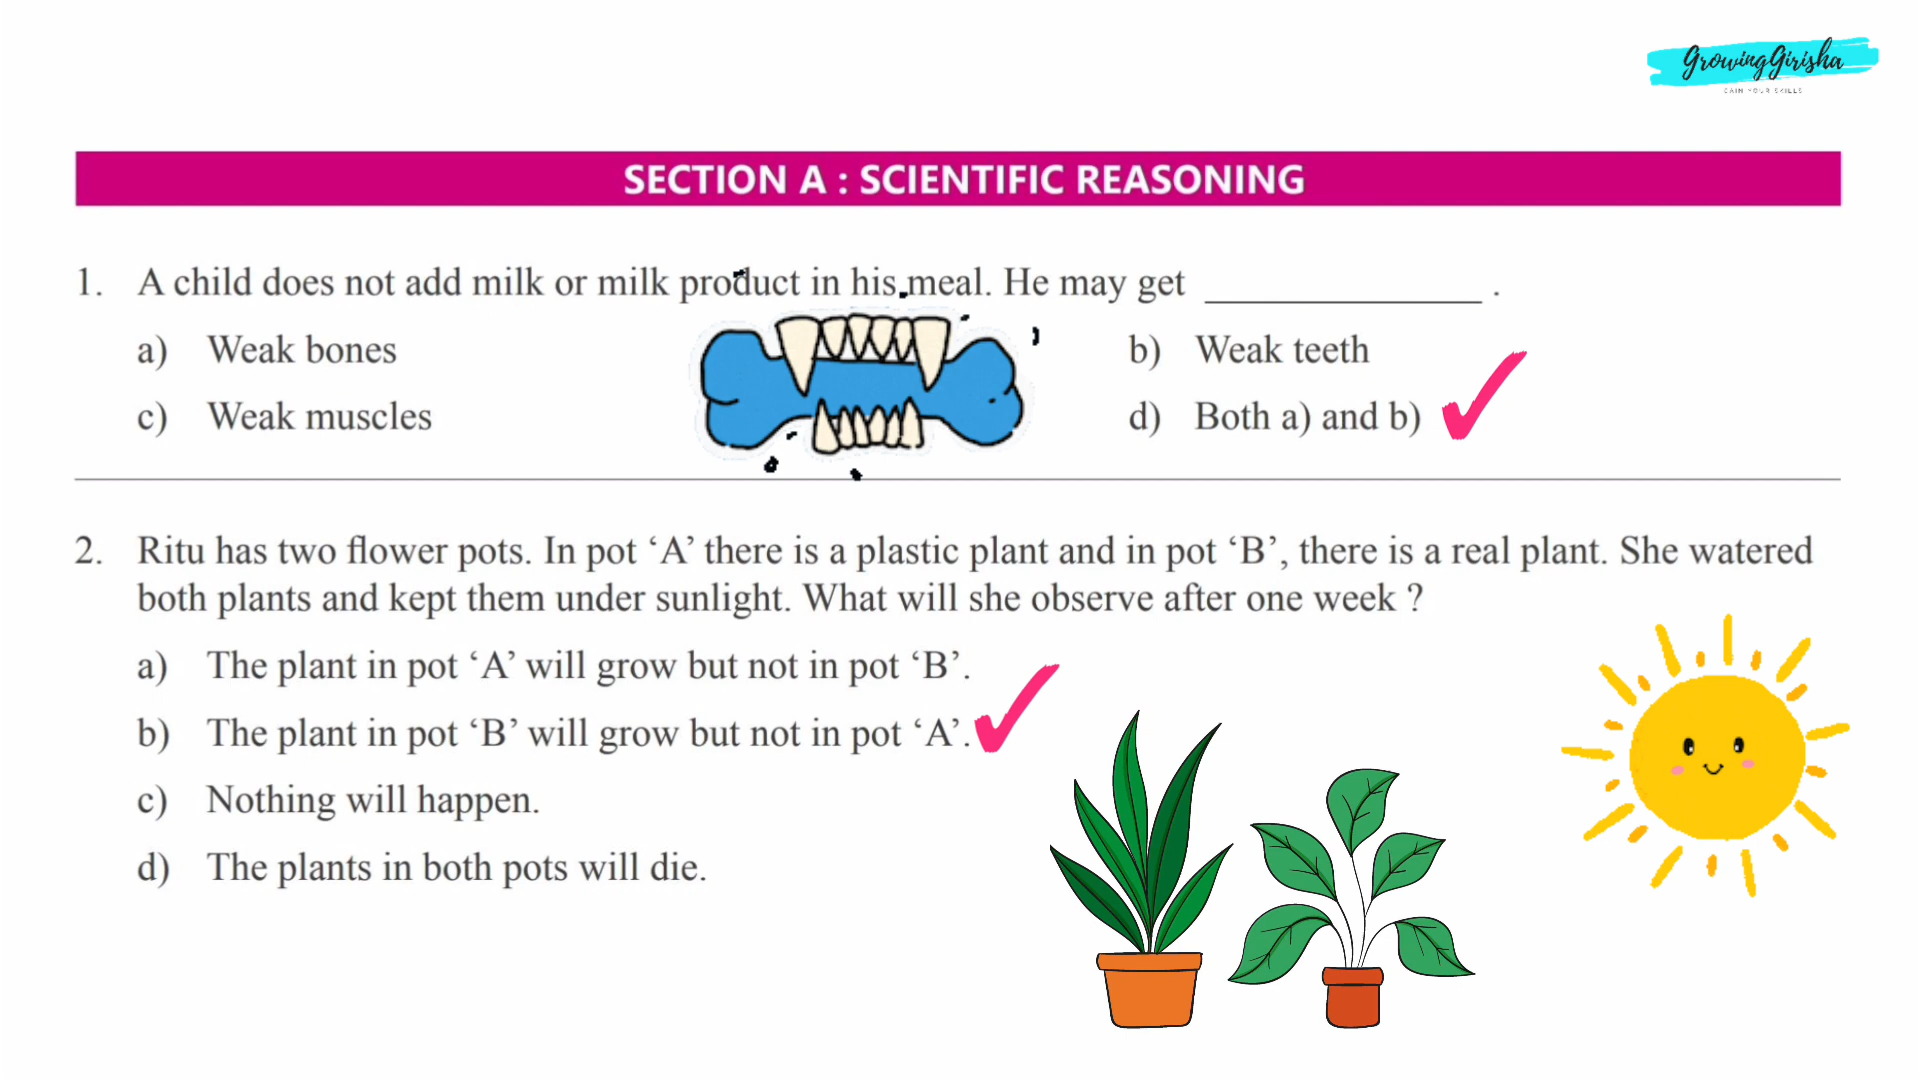 GrowingGirisha
GAIN YOUR SKILLS
SECTION A : SCIENTIFIC REASONING
1. A child does not add milk or milk product in his meal. He may get ______________ .
a) Weak bones
b) Weak teeth
c) Weak muscles
d) Both a) and b)
2. Ritu has two flower pots. In pot ‘A’ there is a plastic plant and in pot ‘B’, there is a real plant. She watered
both plants and kept them under sunlight. What will she observe after one week ?
a) The plant in pot ‘A’ will grow but not in pot ‘B’.
b) The plant in pot ‘B’ will grow but not in pot ‘A’.
c) Nothing will happen.
d) The plants in both pots will die.